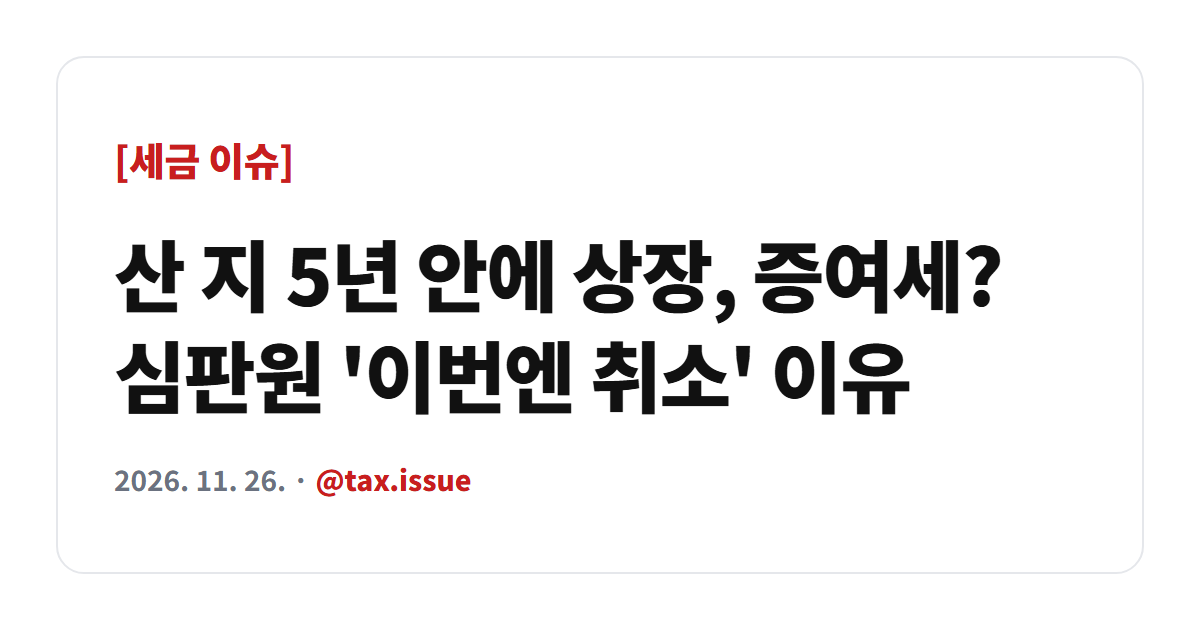 [세금 이슈]
산 지 5년 안에 상장, 증여세?
심판원 '이번엔 취소' 이유
2026. 11. 26. · @tax.issue